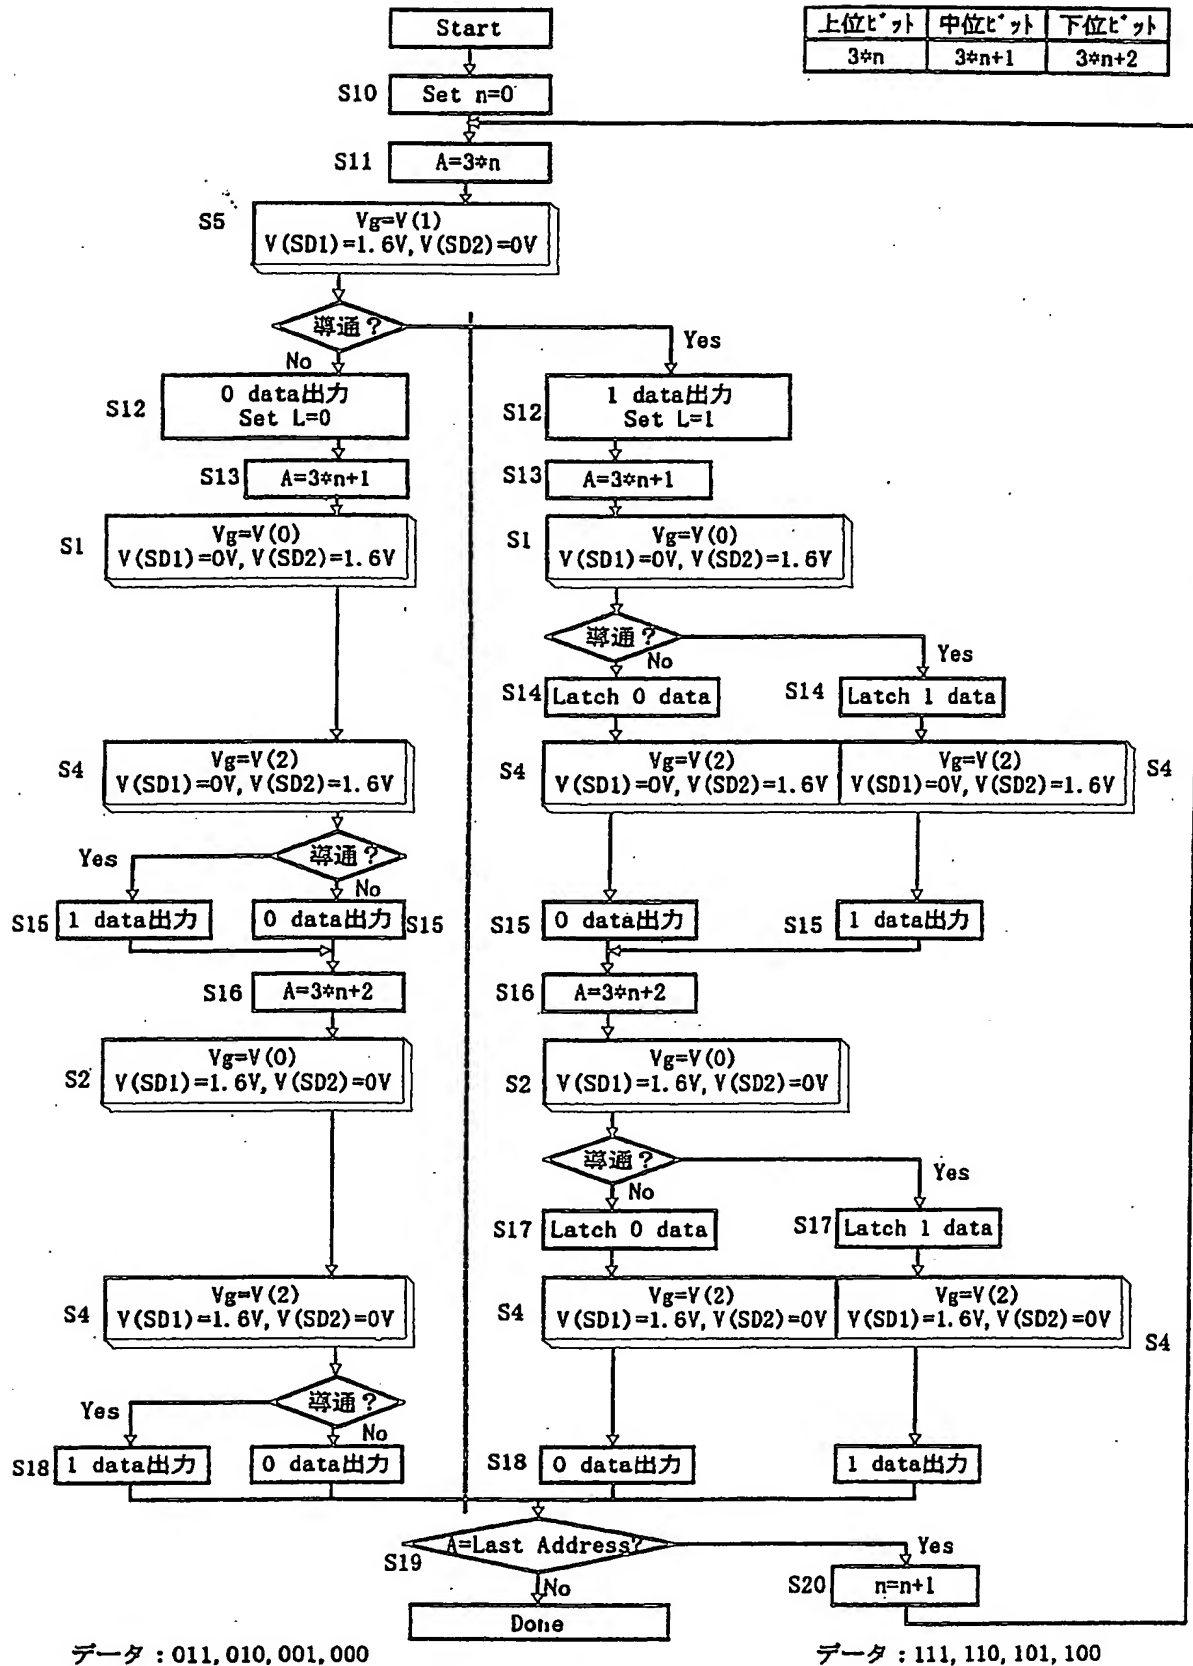 Start
上位ビット 中位ビット 下位ビット
3*n 3*n+1 3*n+2
S10 Set n=0
S11 A=3*n
S5 Vg=V(1)
V(SD1)=1.6V, V(SD2)=0V
導通?
Yes
No
S12 0 data出力
Set L=0
S12 1 data出力
Set L=1
S13 A=3*n+1
S13 A=3*n+1
S1 Vg=V(0)
V(SD1)=0V, V(SD2)=1.6V
S1 Vg=V(0)
V(SD1)=0V, V(SD2)=1.6V
導通?
No
Yes
S14 Latch 0 data
S14 Latch 1 data
S4 Vg=V(2)
V(SD1)=0V, V(SD2)=1.6V
S4 Vg=V(2)
V(SD1)=0V, V(SD2)=1.6V
Vg=V(2)
V(SD1)=0V, V(SD2)=1.6V
S4
導通?
Yes
No
S15 1 data出力
0 data出力 S15
S15 0 data出力
S15 1 data出力
S16 A=3*n+2
S16 A=3*n+2
S2 Vg=V(0)
V(SD1)=1.6V, V(SD2)=0V
S2 Vg=V(0)
V(SD1)=1.6V, V(SD2)=0V
導通?
No
Yes
S17 Latch 0 data
S17 Latch 1 data
S4 Vg=V(2)
V(SD1)=1.6V, V(SD2)=0V
S4 Vg=V(2)
V(SD1)=1.6V, V(SD2)=0V
Vg=V(2)
V(SD1)=1.6V, V(SD2)=0V
S4
導通?
Yes
No
S18 1 data出力
0 data出力
S18 0 data出力
1 data出力
S19 A=Last Address?
Yes
No
S20 n=n+1
Done
データ:011,010,001,000
データ:111,110,101,100